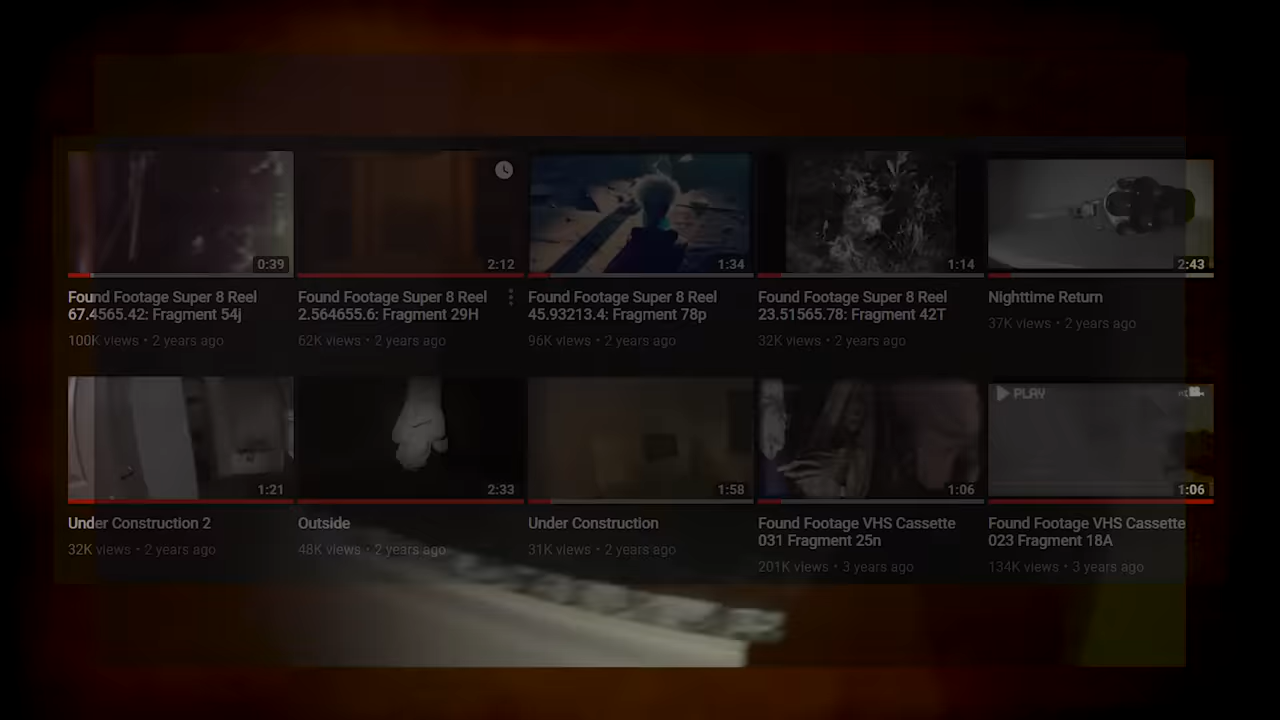 0:39
2:12
1:34
1:14
2:43
Found Footage Super 8 Reel
67.4565.42: Fragment 54j
100K views • 2 years ago
Found Footage Super 8 Reel
2.564655.6: Fragment 29H
62K views • 2 years ago
Found Footage Super 8 Reel
45.93213.4: Fragment 78p
96K views • 2 years ago
Found Footage Super 8 Reel
23.51565.78: Fragment 42T
32K views • 2 years ago
Nighttime Return
37K views • 2 years ago
PLAY
1:21
2:33
1:58
1:06
1:06
Under Construction 2
32K views • 2 years ago
Outside
48K views • 2 years ago
Under Construction
31K views • 2 years ago
Found Footage VHS Cassette
031 Fragment 25n
201K views • 3 years ago
Found Footage VHS Cassette
023 Fragment 18A
134K views • 3 years ago